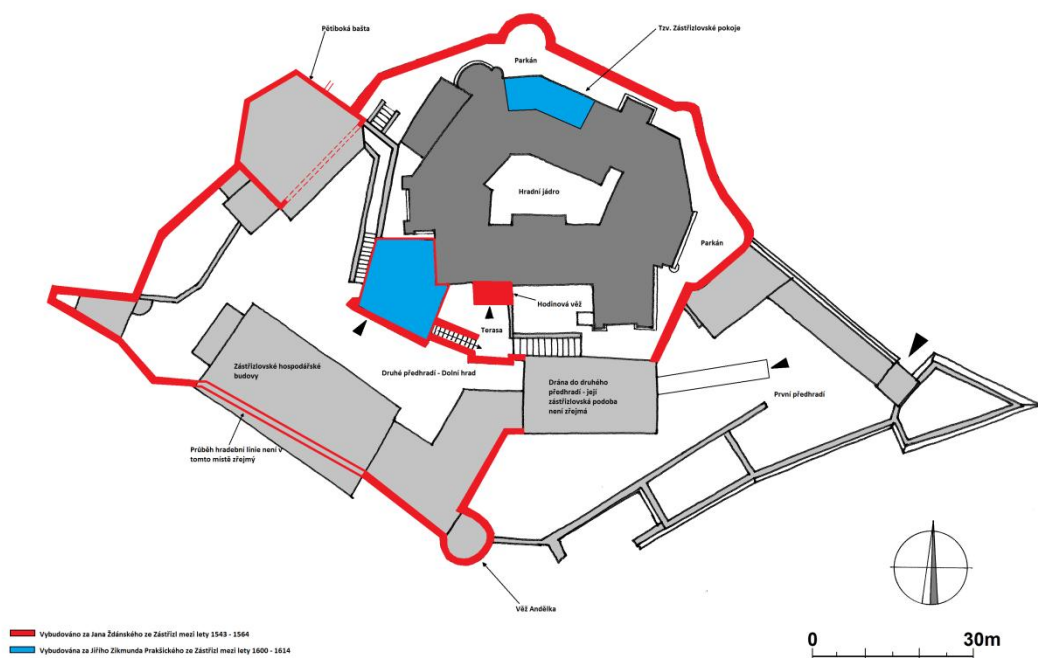 Pětiboká bašta
Tzv. Zástřizlovské pokoje
Parkán
Hradní jádro
Parkán
Hodinová věž
Terasa
Zástřizlovské hospodářské
budovy
Druhé předhradí - Dolní hrad
Brána do druhého
předhradí - její
zástřizlovská podoba
není zřejmá
První předhradí
Průběh hradební linie není v
tomto místě zřejmý
Věž Andělka
Vybudováno za Jana Ždánského ze Zástřizl mezi lety 1543 - 1564
Vybudována za Jiřího Zikmunda Prakšického ze Zástřizl mezi lety 1600 - 1614
0 30m